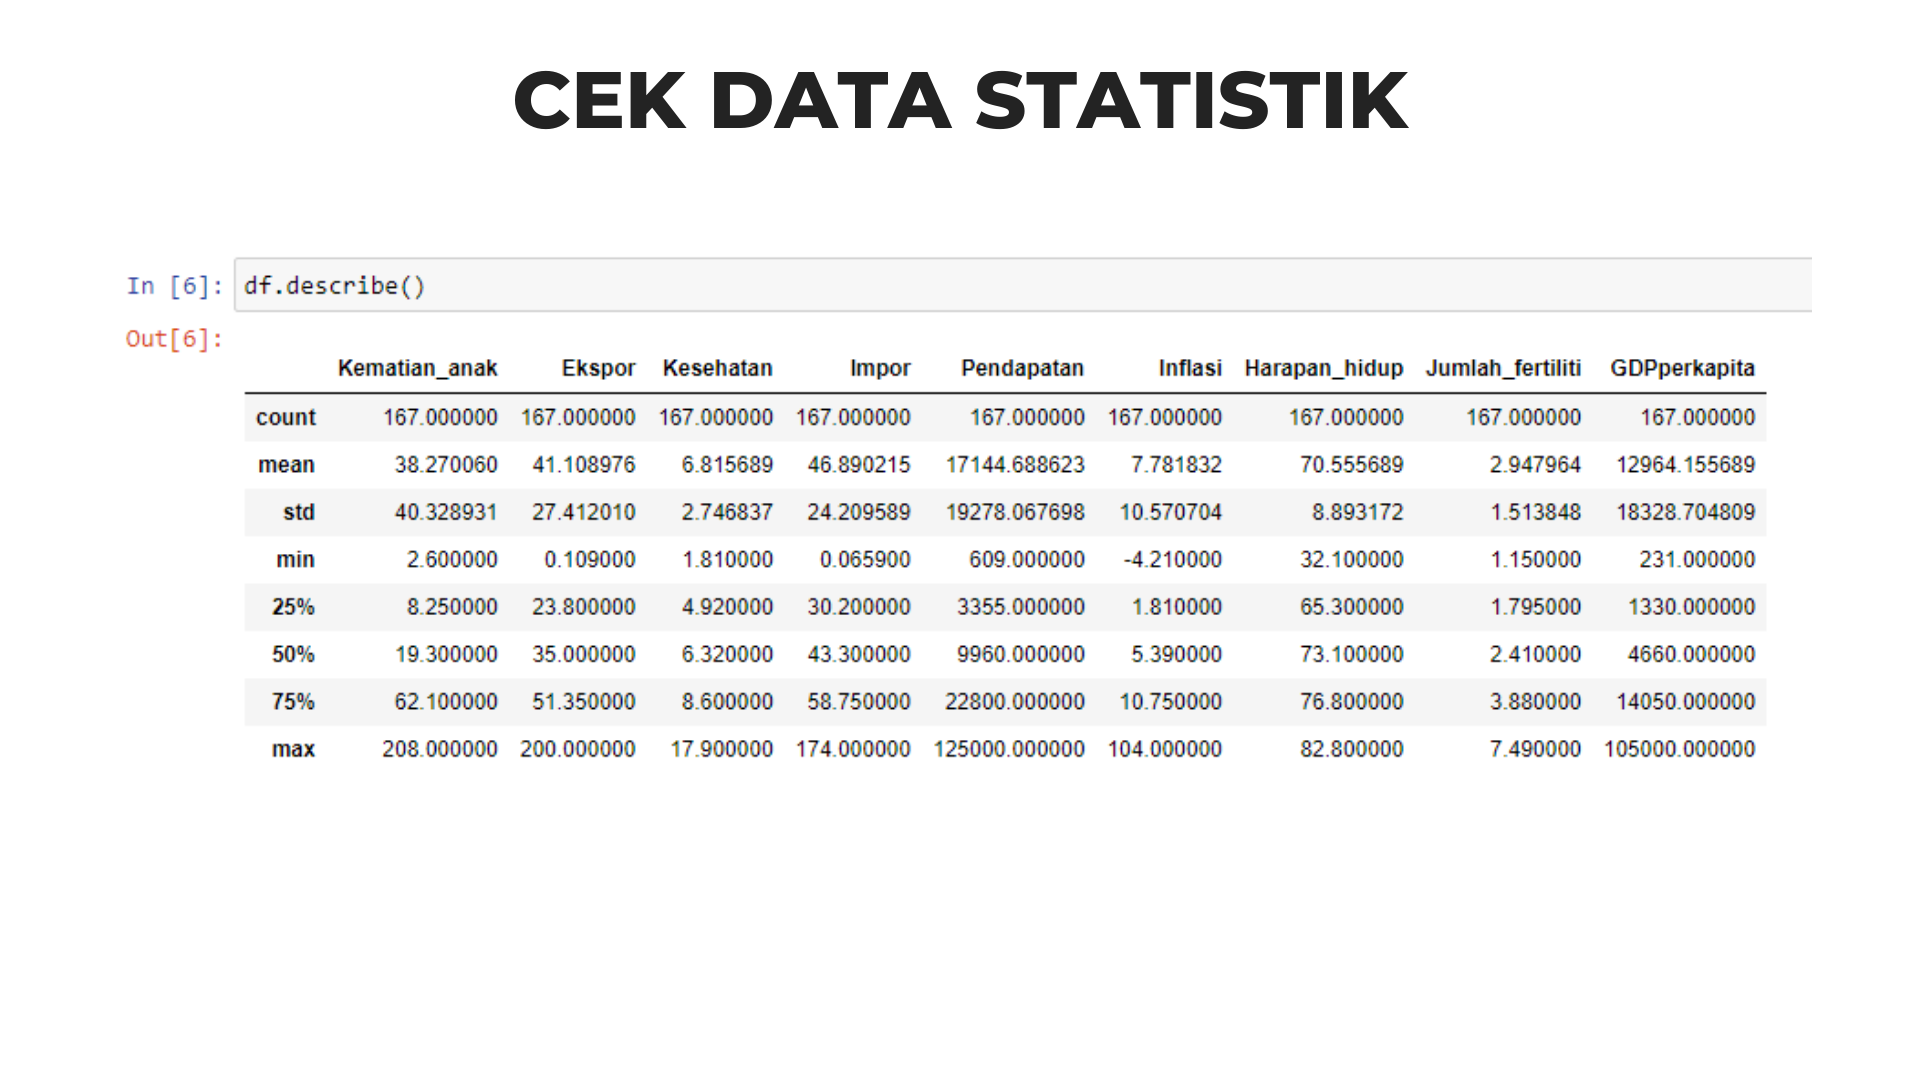 CEK DATA STATISTIK
In [6]: df.describe()
Out[6]:
Kematian_anak Ekspor Kesehatan Impor Pendapatan Inflasi Harapan_hidup Jumlah_fertiliti GDPperkapita
count 167.000000 167.000000 167.000000 167.000000 167.000000 167.000000 167.000000 167.000000 167.000000
mean 38.270060 41.108976 6.815689 46.890215 17144.688623 7.781832 70.555689 2.947964 12964.155689
std 40.328931 27.412010 2.746837 24.209589 19278.067698 10.570704 8.893172 1.513848 18328.704809
min 2.600000 0.109000 1.810000 0.065900 609.000000 -4.210000 32.100000 1.150000 231.000000
25% 8.250000 23.800000 4.920000 30.200000 3355.000000 1.810000 65.300000 1.795000 1330.000000
50% 19.300000 35.000000 6.320000 43.300000 9960.000000 5.390000 73.100000 2.410000 4660.000000
75% 62.100000 51.350000 8.600000 58.750000 22800.000000 10.750000 76.800000 3.880000 14050.000000
max 208.000000 200.000000 17.900000 174.000000 125000.000000 104.000000 82.800000 7.490000 105000.000000